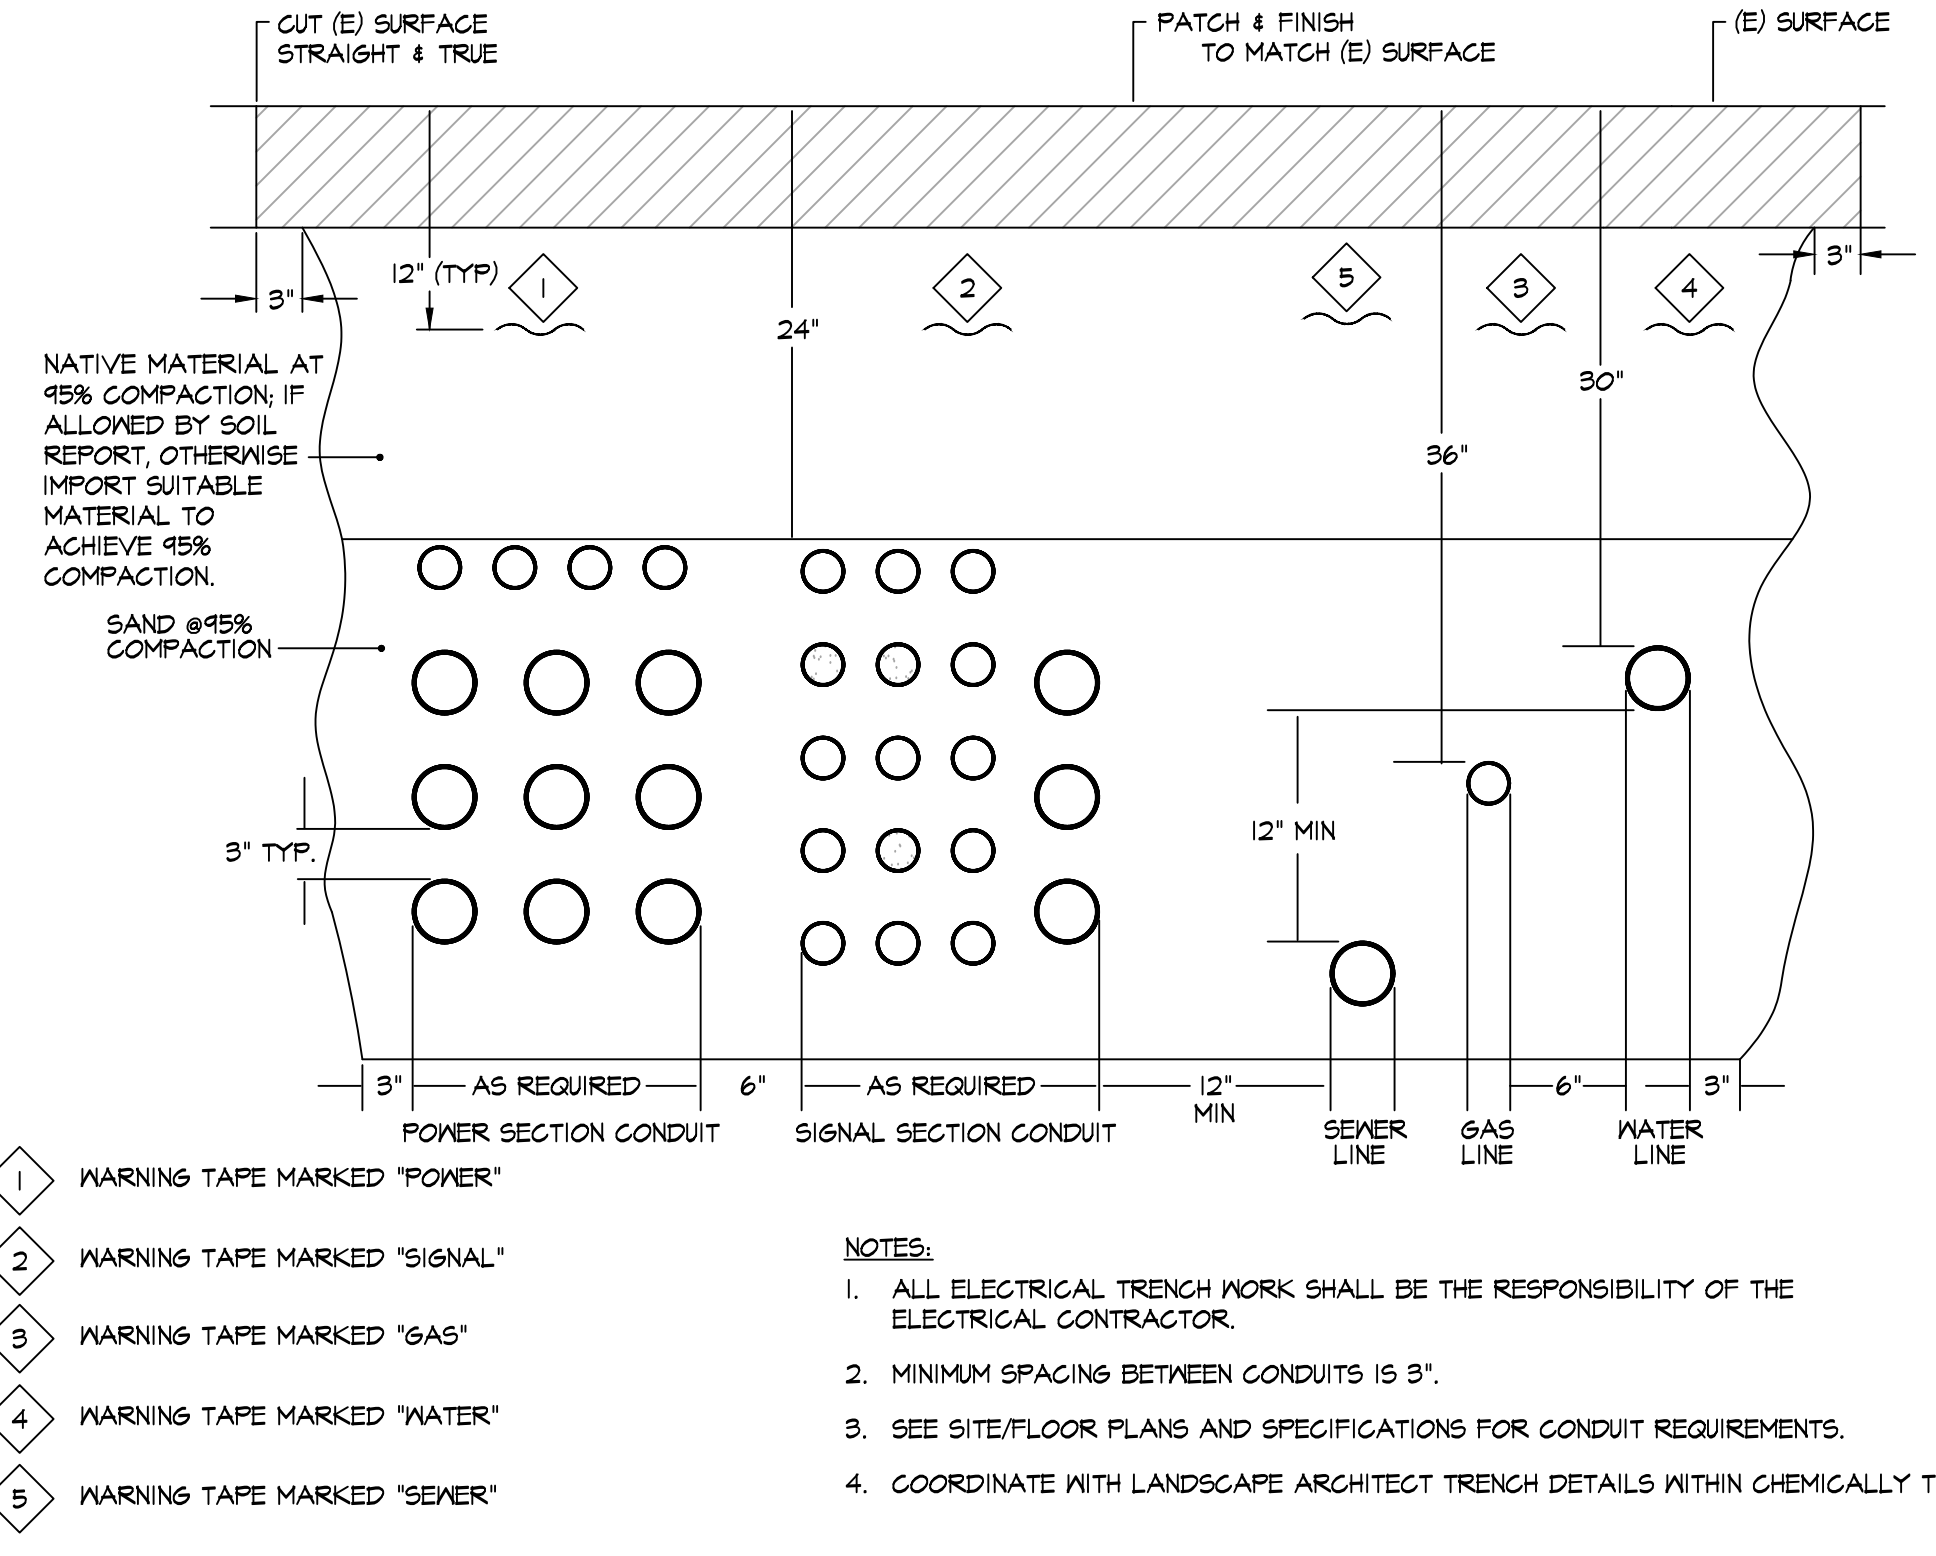 CUT (E) SURFACE
STRAIGHT & TRUE
PATCH & FINISH
TO MATCH (E) SURFACE
(E) SURFACE
3"
12" (TYP)
1
2
5
3
4
3"
24"
30"
36"
NATIVE MATERIAL AT
95% COMPACTION; IF
ALLOWED BY SOIL
REPORT, OTHERWISE
IMPORT SUITABLE
MATERIAL TO
ACHIEVE 95%
COMPACTION.
SAND @95%
COMPACTION
3" TYP.
12" MIN
3"
AS REQUIRED
6"
AS REQUIRED
12"
MIN
6"
3"
POWER SECTION CONDUIT
SIGNAL SECTION CONDUIT
SEWER
LINE
GAS
LINE
WATER
LINE
1 WARNING TAPE MARKED "POWER"
2 WARNING TAPE MARKED "SIGNAL"
3 WARNING TAPE MARKED "GAS"
4 WARNING TAPE MARKED "WATER"
5 WARNING TAPE MARKED "SEWER"
NOTES:
1. ALL ELECTRICAL TRENCH WORK SHALL BE THE RESPONSIBILITY OF THE
ELECTRICAL CONTRACTOR.
2. MINIMUM SPACING BETWEEN CONDUITS IS 3".
3. SEE SITE/FLOOR PLANS AND SPECIFICATIONS FOR CONDUIT REQUIREMENTS.
4. COORDINATE WITH LANDSCAPE ARCHITECT TRENCH DETAILS WITHIN CHEMICALLY